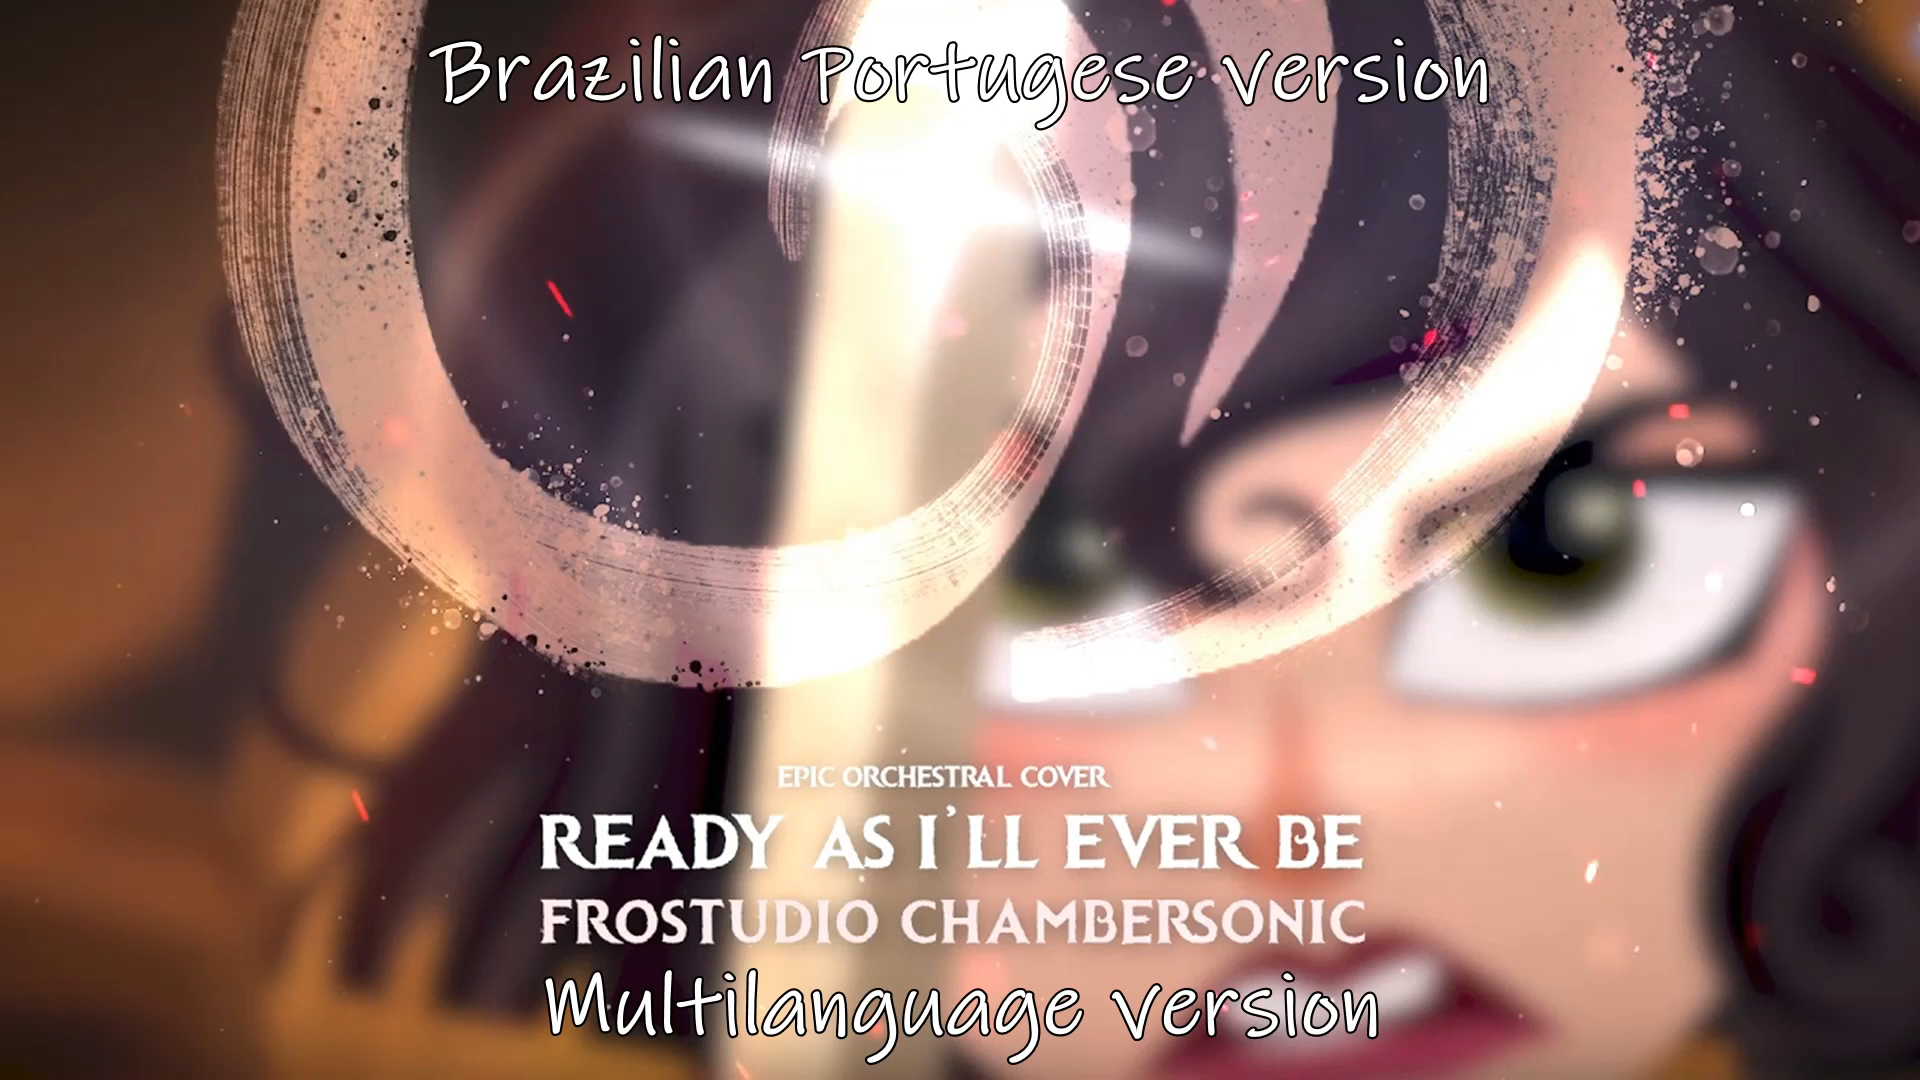 Brazilian Portugese version
EPIC ORCHESTRAL COVER
READY AS I'LL EVER BE
FROSTUDIO CHAMBERSONIC
Multilanguage version